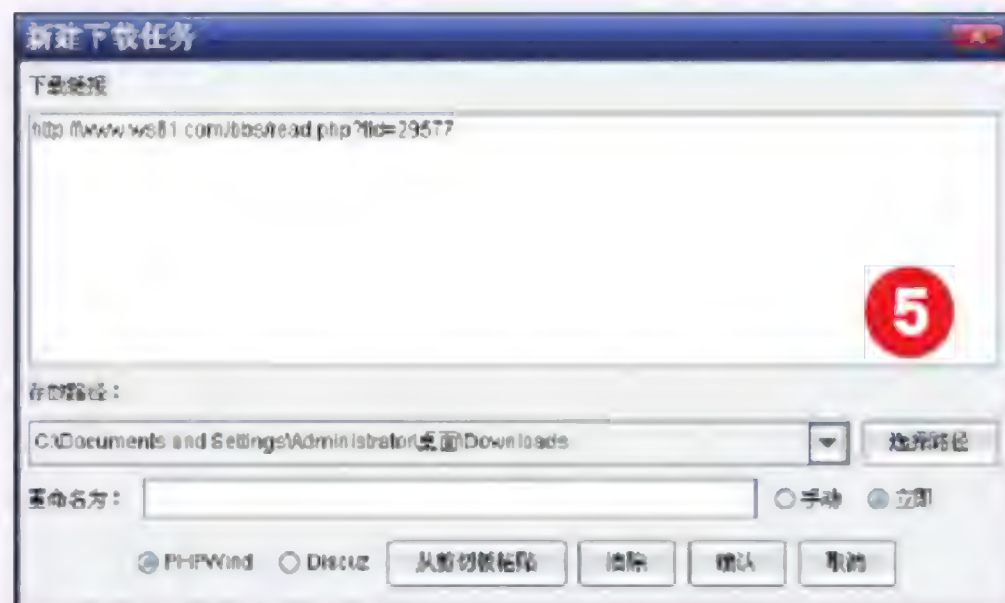 新建下载任务
下载链接
http://www.ws81.com/bbs/read.php?tid=29577
5
存储路径：
C:\Documents and Settings\Administrator\桌面\Downloads
选择路径
重命名为： 手动 立即
PHPWind Discuz 从剪切板粘贴 清除 确认 取消